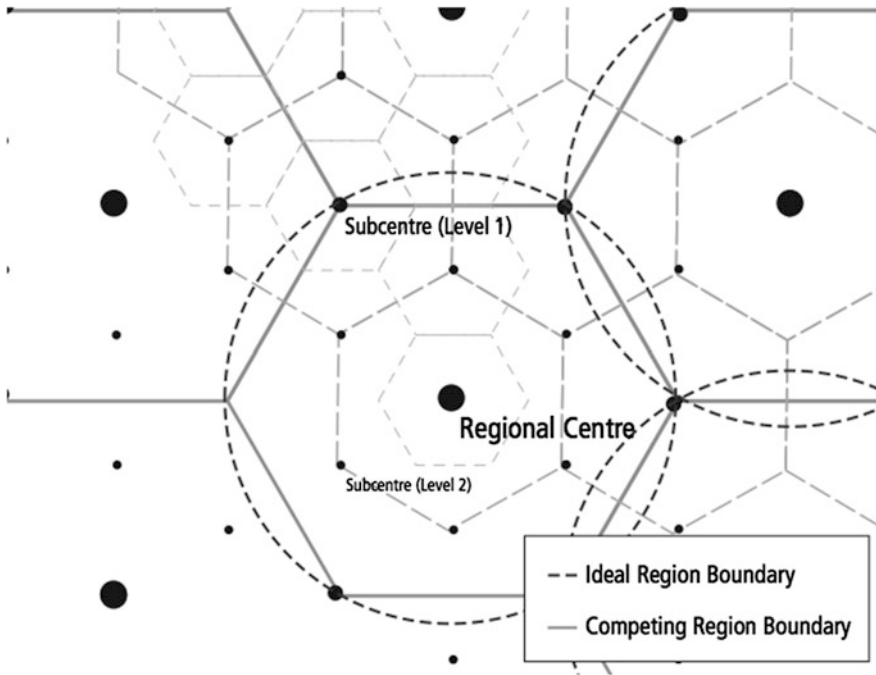 Subcentre (Level 1)
Regional Centre
Subcentre (Level 2)
Ideal Region Boundary
Competing Region Boundary